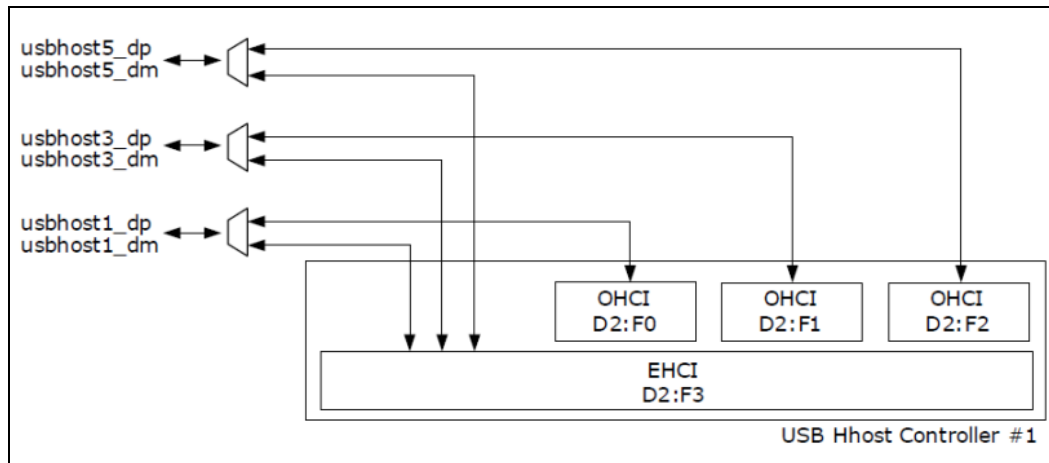 usbhost5_dp
usbhost5_dm
usbhost3_dp
usbhost3_dm
usbhost1_dp
usbhost1_dm
OHCI
D2:F0
OHCI
D2:F1
OHCI
D2:F2
EHCI
D2:F3
USB Hhost Controller #1